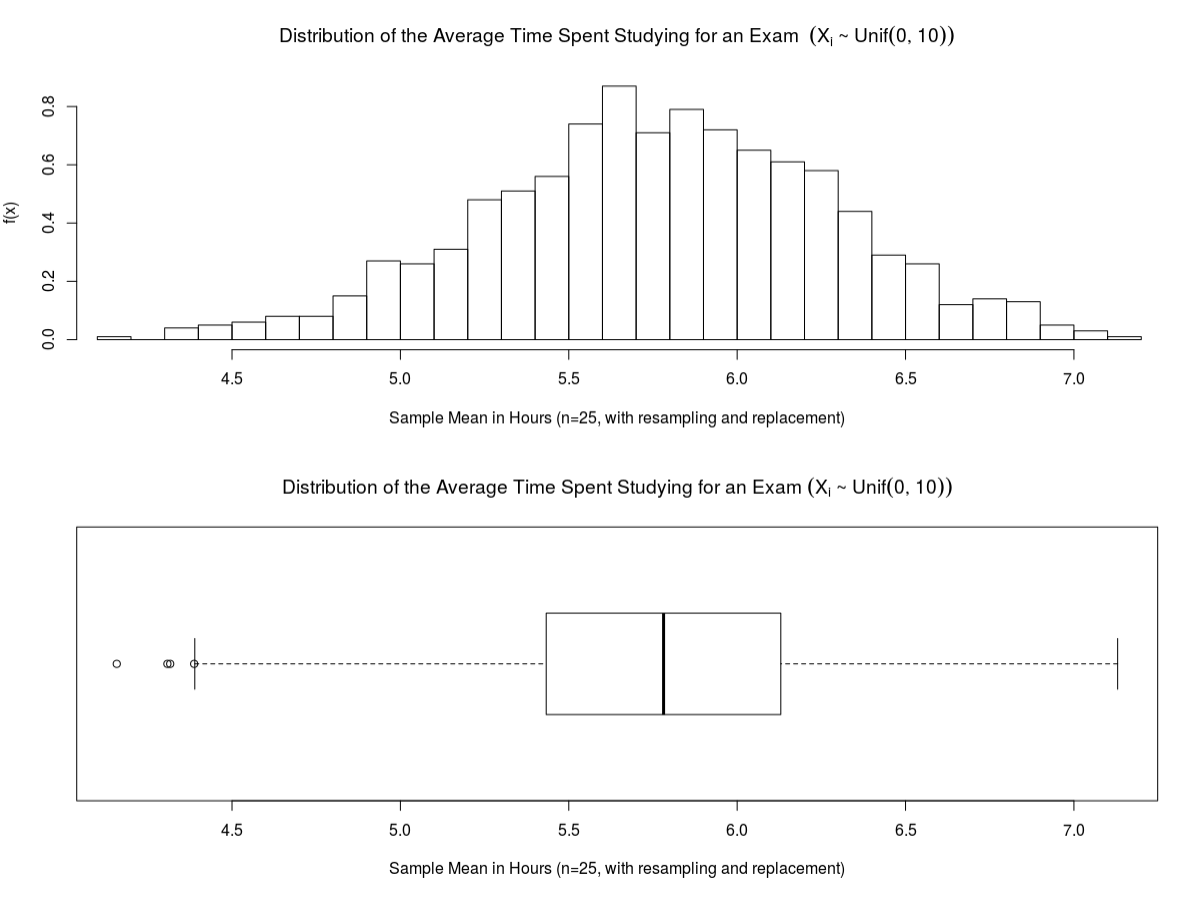 Distribution of the Average Time Spent Studying for an Exam (Xi ~ Unif(0, 10))
0.8
0.6
0.4
0.2
0.0
f(x)
4.5 5.0 5.5 6.0 6.5 7.0
Sample Mean in Hours (n=25, with resampling and replacement)
Distribution of the Average Time Spent Studying for an Exam (Xi ~ Unif(0, 10))
4.5 5.0 5.5 6.0 6.5 7.0
Sample Mean in Hours (n=25, with resampling and replacement)